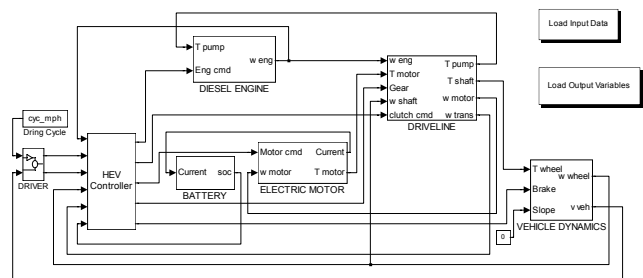 Load Input Data
Load Output Variables
T pump
Eng cmd
w eng
DIESEL ENGINE
w eng
T motor
Gear
w shaft
clutch cmd
T pump
T shaft
w motor
w trans
DRIVELINE
cyc_mph
Dring Cycle
DRIVER
HEV
Controller
Current
soc
BATTERY
Motor cmd
w motor
Current
T motor
ELECTRIC MOTOR
T wheel
Brake
Slope
w wheel
v veh
0
VEHICLE DYNAMICS